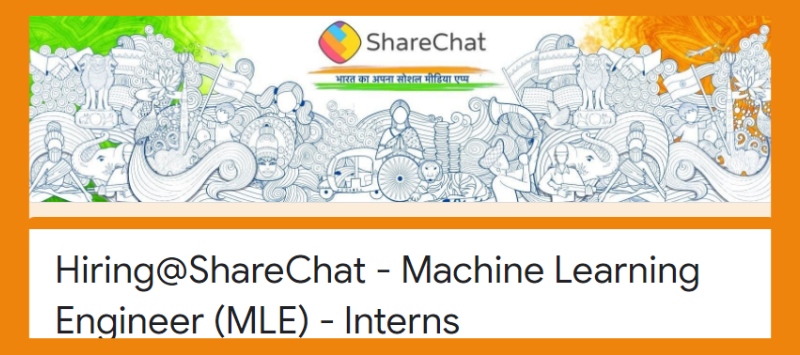 ShareChat
भारत का अपना सोशल मीडिया एप्प
Hiring@ShareChat - Machine Learning
Engineer (MLE) - Interns